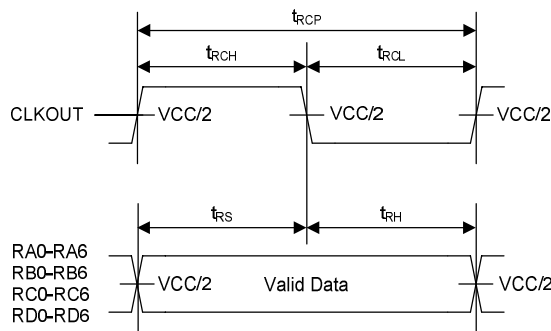 tRCP
tRCH tRCL
CLKOUT VCC/2 VCC/2 VCC/2
tRS tRH
RA0-RA6
RB0-RB6
RC0-RC6
RD0-RD6
VCC/2 Valid Data VCC/2